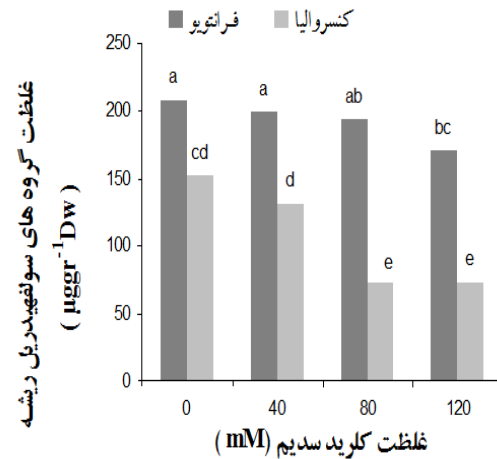 فرانتویو کنسروالیا
غلظت گروه های سولفهیدریل ریشه
( µggr-1Dw )
250
200
150
100
50
0
a a ab bc
cd d e e
0 40 80 120
غلظت کلرید سدیم (mM )